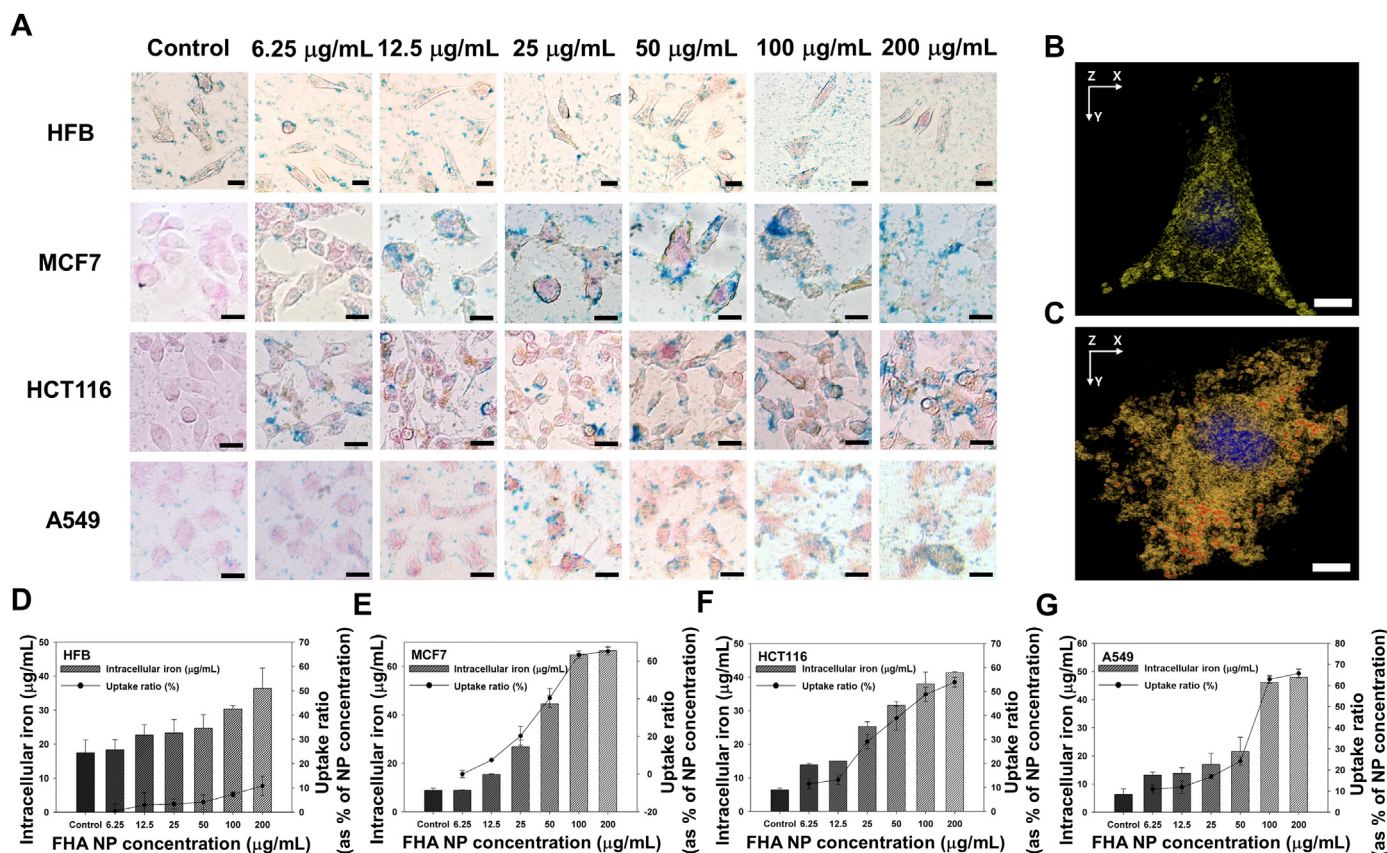 A
Control 6.25 μg/mL 12.5 μg/mL 25 μg/mL 50 μg/mL 100 μg/mL 200 μg/mL
HFB
MCF7
HCT116
A549
B
Z X
Y
C
Z X
Y
D
HFB
Intracellular iron (μg/mL)
Uptake ratio (%)
Intracellular iron (μg/mL)
50
40
30
20
10
0
70
60
50
40
30
20
10
0
Uptake ratio
(as % of NP concentration)
Control 6.25 12.5 25 50 100 200
FHA NP concentration (μg/mL)
E
MCF7
Intracellular iron (μg/mL)
Uptake ratio (%)
Intracellular iron (μg/mL)
60
40
20
0
60
40
20
0
-20
Uptake ratio
(as % of NP concentration)
Control 6.25 12.5 25 50 100 200
FHA NP concentration (μg/mL)
F
HCT116
Intracellular iron (μg/mL)
Uptake ratio (%)
Intracellular iron (μg/mL)
50
40
30
20
10
0
70
60
50
40
30
20
10
0
Uptake ratio
(as % of NP concentration)
Control 6.25 12.5 25 50 100 200
FHA NP concentration (μg/mL)
G
A549
Intracellular iron (μg/mL)
Uptake ratio (%)
Intracellular iron (μg/mL)
60
50
40
30
20
10
0
80
70
60
50
40
30
20
10
0
Uptake ratio
(as % of NP concentration)
Control 6.25 12.5 25 50 100 200
FHA NP concentration (μg/mL)